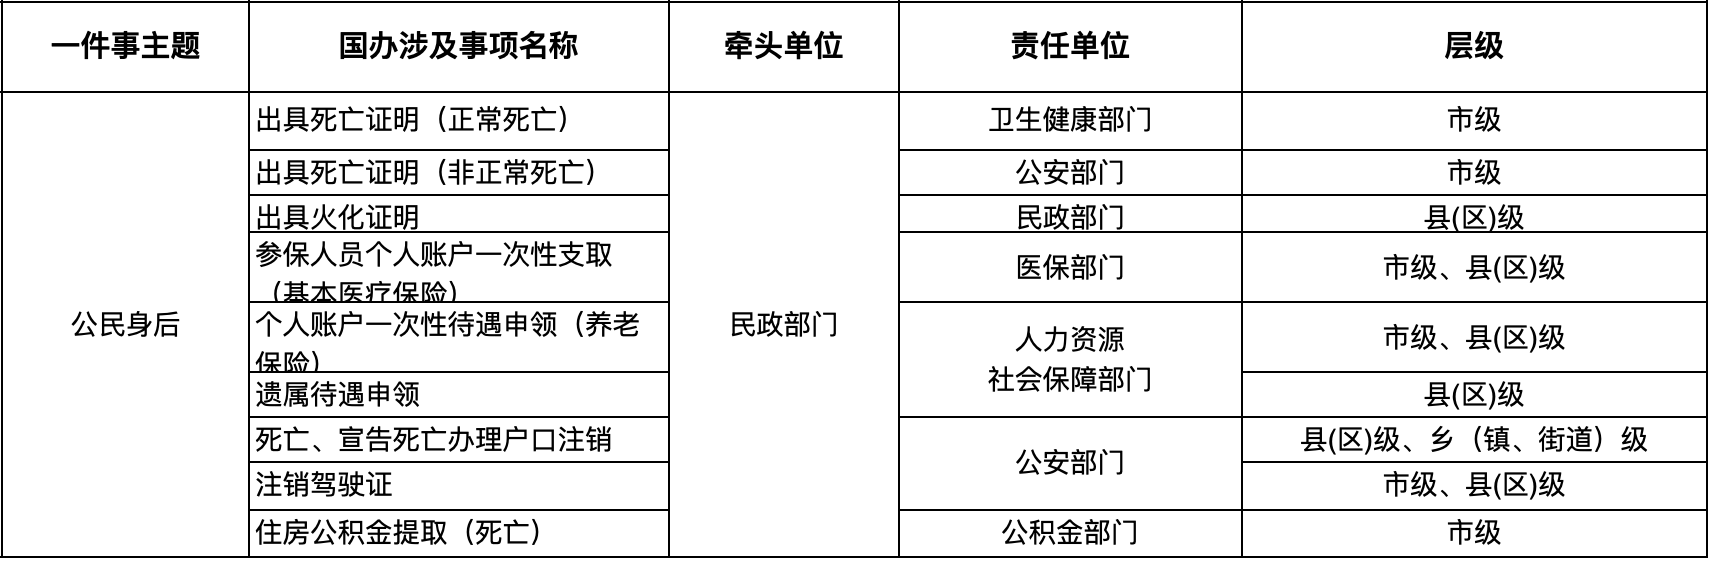 一件事主题 国办涉及事项名称 牵头单位 责任单位 层级
出具死亡证明（正常死亡） 卫生健康部门 市级
出具死亡证明（非正常死亡） 公安部门 市级
出具火化证明 民政部门 县(区)级
参保人员个人账户一次性支取
（基本医疗保险） 医保部门 市级、县(区)级
公民身后 个人账户一次性待遇申领（养老 民政部门 人力资源 市级、县(区)级
保险） 社会保障部门
遗属待遇申领 县(区)级
死亡、宣告死亡办理户口注销 公安部门 县(区)级、乡（镇、街道）级
注销驾驶证 市级、县(区)级
住房公积金提取（死亡） 公积金部门 市级